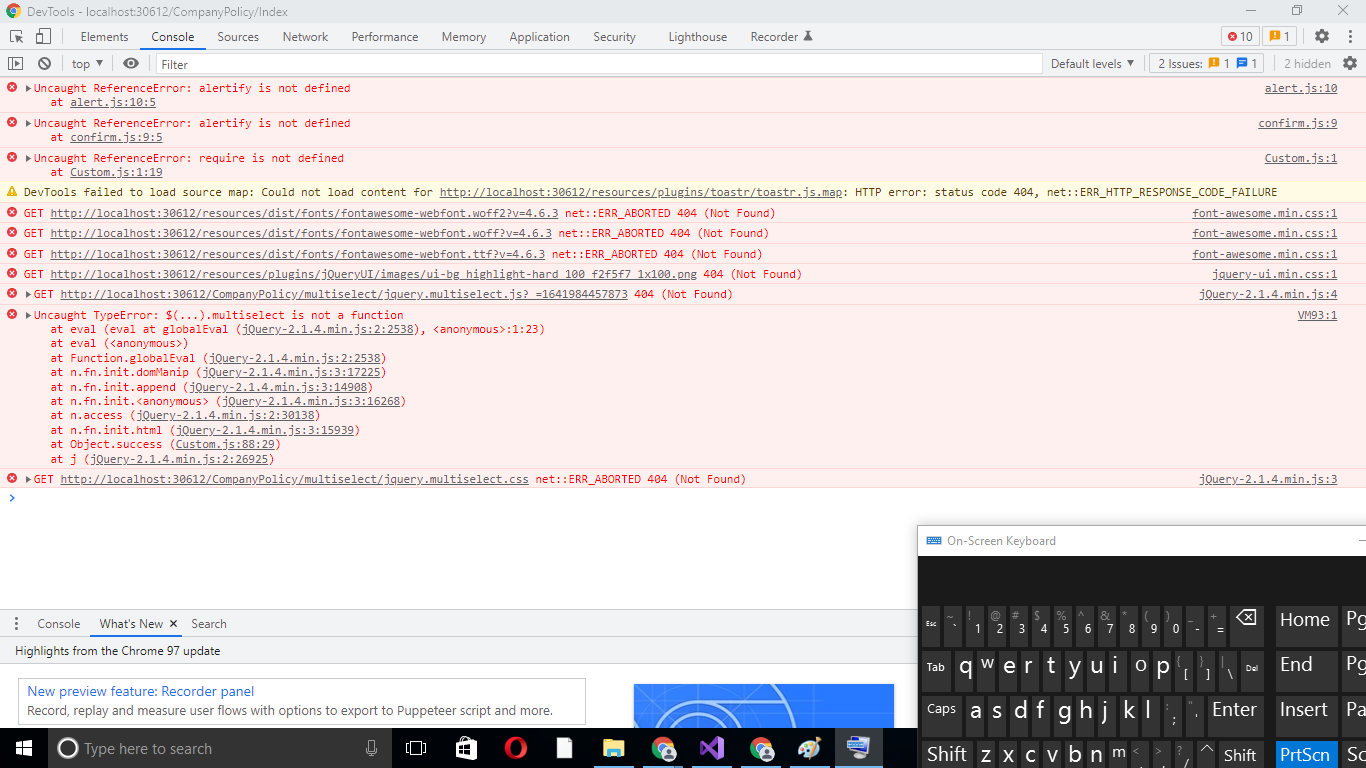 DevTools - localhost:30612/CompanyPolicy/Index
Elements Console Sources Network Performance Memory Application Security Lighthouse Recorder 10 1
top Filter Default levels 2 Issues: 1 1 2 hidden
Uncaught ReferenceError: alertify is not defined alert.js:10
at alert.js:10:5
Uncaught ReferenceError: alertify is not defined confirm.js:9
at confirm.js:9:5
Uncaught ReferenceError: require is not defined Custom.js:1
at Custom.js:1:19
DevTools failed to load source map: Could not load content for http://localhost:30612/resources/plugins/toastr/toastr.js.map: HTTP error: status code 404, net::ERR_HTTP_RESPONSE_CODE_FAILURE
GET http://localhost:30612/resources/dist/fonts/fontawesome-webfont.woff2?v=4.6.3 net::ERR_ABORTED 404 (Not Found) font-awesome.min.css:1
GET http://localhost:30612/resources/dist/fonts/fontawesome-webfont.woff?v=4.6.3 net::ERR_ABORTED 404 (Not Found) font-awesome.min.css:1
GET http://localhost:30612/resources/dist/fonts/fontawesome-webfont.ttf?v=4.6.3 net::ERR_ABORTED 404 (Not Found) font-awesome.min.css:1
GET http://localhost:30612/resources/plugins/jQueryUI/images/ui-bg_highlight-hard_100_f2f5f7_1x100.png 404 (Not Found) jquery-ui.min.css:1
GET http://localhost:30612/CompanyPolicy/multiselect/jquery.multiselect.js?_=1641984457873 404 (Not Found) jQuery-2.1.4.min.js:4
Uncaught TypeError: $(...).multiselect is not a function VM93:1
at eval (eval at globalEval (jQuery-2.1.4.min.js:2:2538), <anonymous>:1:23)
at eval (<anonymous>)
at Function.globalEval (jQuery-2.1.4.min.js:2:2538)
at n.fn.init.domManip (jQuery-2.1.4.min.js:3:17225)
at n.fn.init.append (jQuery-2.1.4.min.js:3:14908)
at n.fn.init.<anonymous> (jQuery-2.1.4.min.js:3:16268)
at n.access (jQuery-2.1.4.min.js:2:30138)
at n.fn.init.html (jQuery-2.1.4.min.js:3:15939)
at Object.success (Custom.js:88:29)
at j (jQuery-2.1.4.min.js:2:26925)
GET http://localhost:30612/CompanyPolicy/multiselect/jquery.multiselect.css net::ERR_ABORTED 404 (Not Found) jQuery-2.1.4.min.js:3
On-Screen Keyboard
Console What's New Search
Highlights from the Chrome 97 update
New preview feature: Recorder panel
Record, replay and measure user flows with options to export to Puppeteer script and more.
~ ! @ # $ % ^ & * ( ) _ +
Esc ` 1 2 3 4 5 6 7 8 9 0 - = Home Pg
Tab q w e r t y u i o p { [ } ] | \ Del End Pg
Caps a s d f g h j k l : ; " ' Enter Insert Pa
Shift z x c v b n m < , > . ? / Shift PrtScn Sc
Type here to search